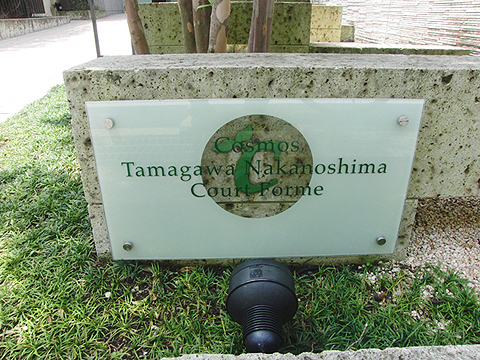 Cosmos
Tamagawa Nakanoshima
Court Forme